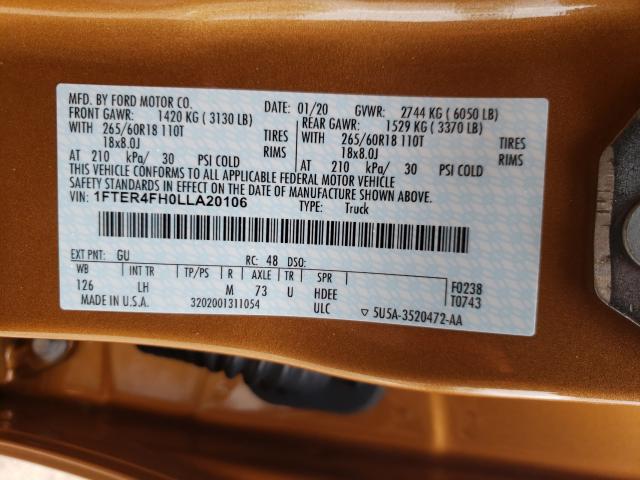 MFD. BY FORD MOTOR CO.
DATE: 01/20 GVWR: 2744 KG ( 6050 LB)
FRONT GAWR: 1420 KG ( 3130 LB)
REAR GAWR: 1529 KG ( 3370 LB)
WITH 265/60R18 110T TIRES
WITH 265/60R18 110T TIRES
18x8.0J RIMS
18x8.0J RIMS
AT 210 kPa/ 30 PSI COLD
AT 210 kPa/ 30 PSI COLD
THIS VEHICLE CONFORMS TO ALL APPLICABLE FEDERAL MOTOR VEHICLE
SAFETY STANDARDS IN EFFECT ON THE DATE OF MANUFACTURE SHOWN ABOVE.
VIN: 1FTER4FH0LLA20106 TYPE: Truck
EXT PNT: GU RC: 48 DSO:
WB INT TR TP/PS R AXLE TR SPR F0238
126 LH M 73 U HDEE T0743
MADE IN U.S.A. 3202001311054 ULC ▽ 5U5A-3520472-AA